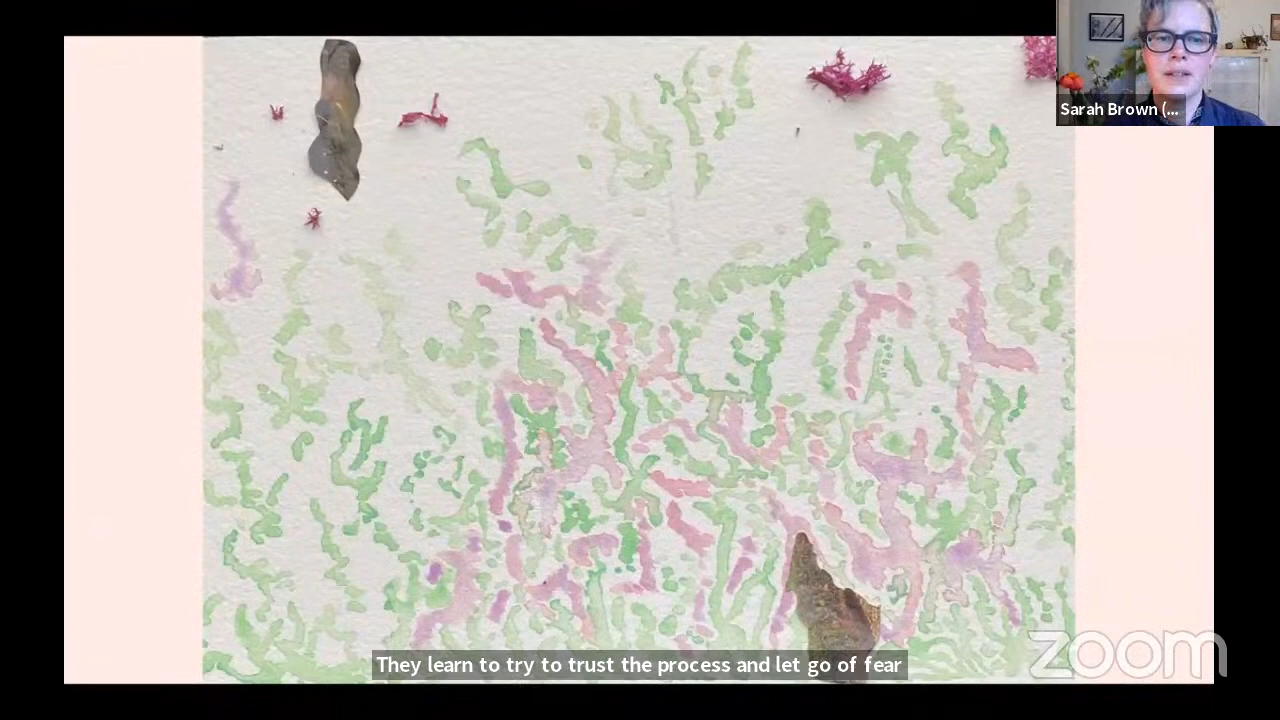 Sarah Brown (...
They learn to try to trust the process and let go of fear
zoom